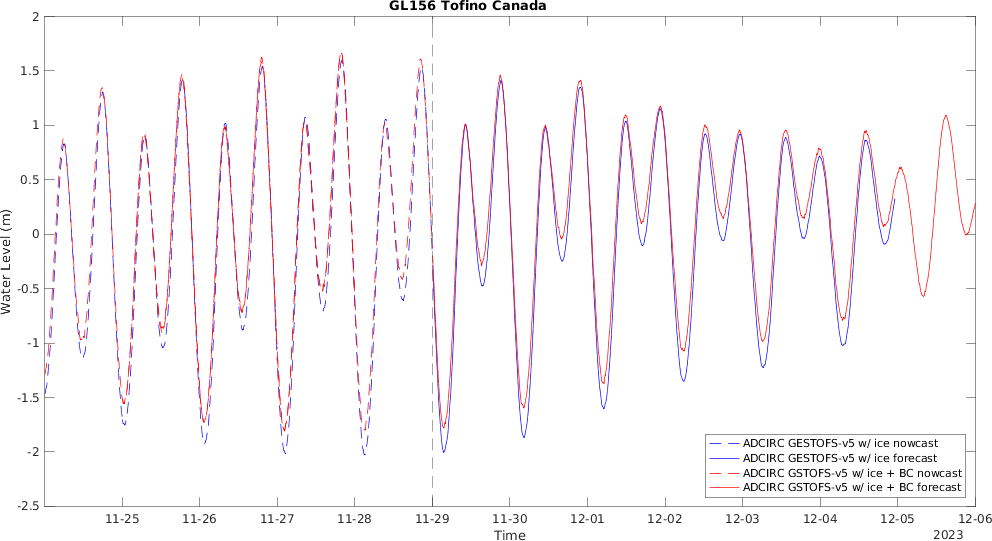 GL156 Tofino Canada
2
1.5
1
0.5
0
-0.5
-1
-1.5
-2
-2.5
Water Level (m)
ADCIRC GESTOFS-v5 w/ ice nowcast
ADCIRC GESTOFS-v5 w/ ice forecast
ADCIRC GSTOFS-v5 w/ ice + BC nowcast
ADCIRC GSTOFS-v5 w/ ice + BC forecast
11-25 11-26 11-27 11-28 11-29 11-30 12-01 12-02 12-03 12-04 12-05 12-06
Time
2023